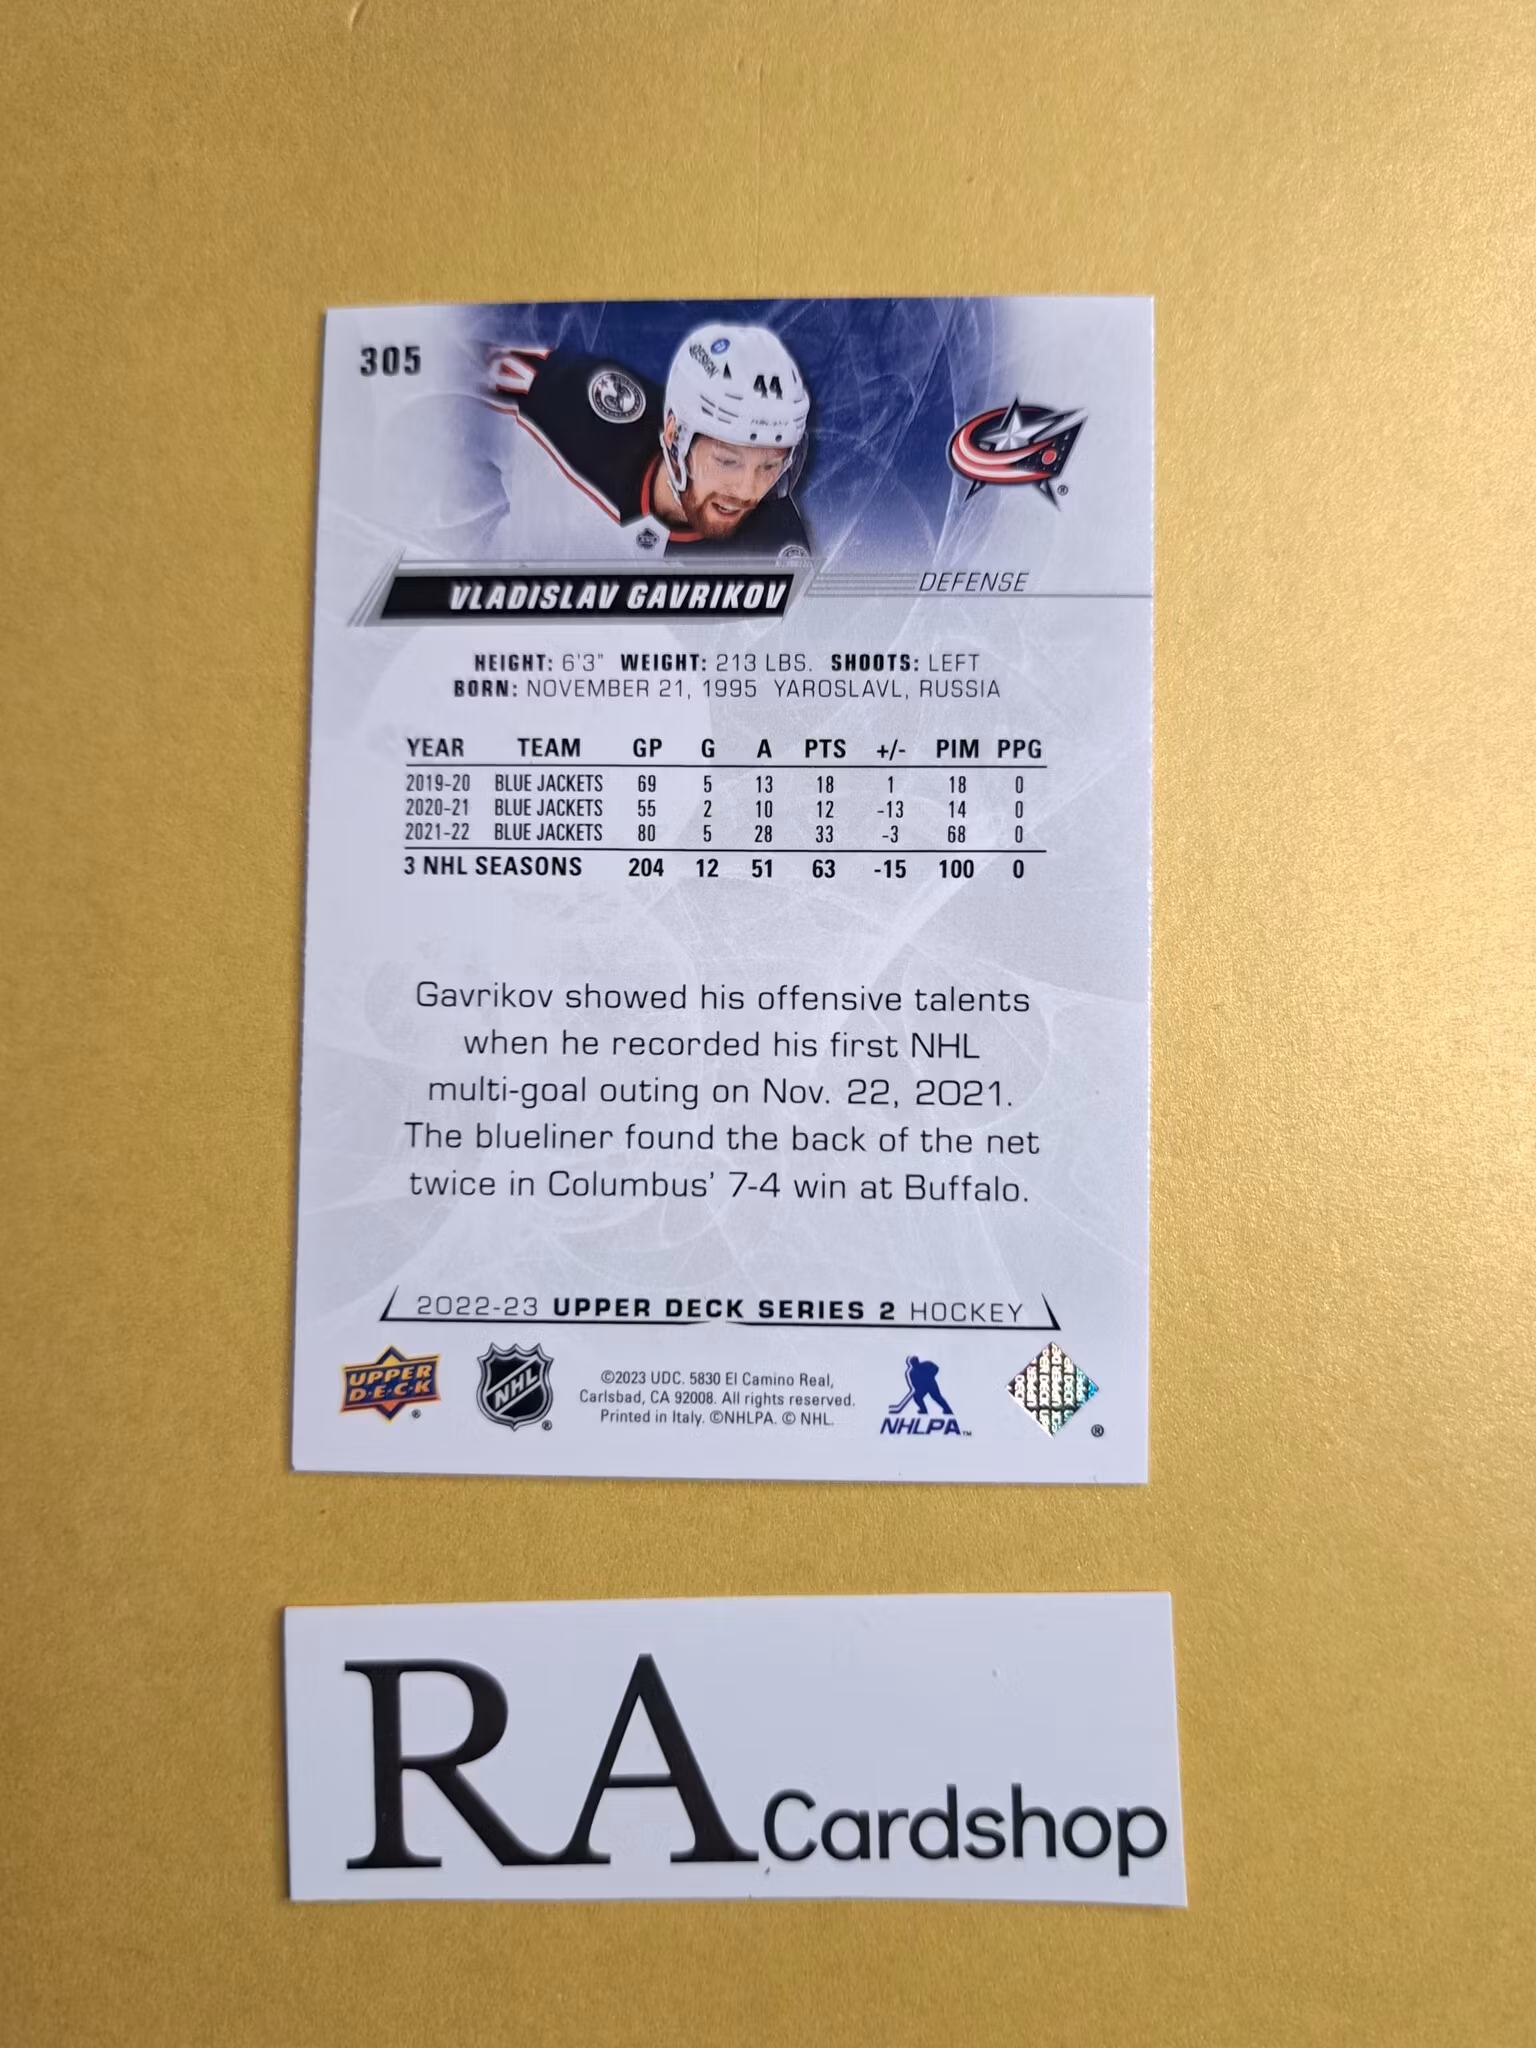 305
44
VLADISLAV GAVRIKOV
DEFENSE
HEIGHT: 6'3" WEIGHT: 213 LBS. SHOOTS: LEFT
BORN: NOVEMBER 21, 1995 YAROSLAVL, RUSSIA
YEAR TEAM GP G A PTS +/- PIM PPG
2019-20 BLUE JACKETS 69 5 13 18 1 18 0
2020-21 BLUE JACKETS 55 2 10 12 -13 14 0
2021-22 BLUE JACKETS 80 5 28 33 -3 68 0
3 NHL SEASONS 204 12 51 63 -15 100 0
Gavrikov showed his offensive talents
when he recorded his first NHL
multi-goal outing on Nov. 22, 2021.
The blueliner found the back of the net
twice in Columbus' 7-4 win at Buffalo.
2022-23 UPPER DECK SERIES 2 HOCKEY
UPPER
D·E·C·K ®
NHL ®
©2023 UDC. 5830 El Camino Real,
Carlsbad, CA 92008. All rights reserved.
Printed in Italy. ©NHLPA. © NHL.
NHLPA™
®
RA Cardshop